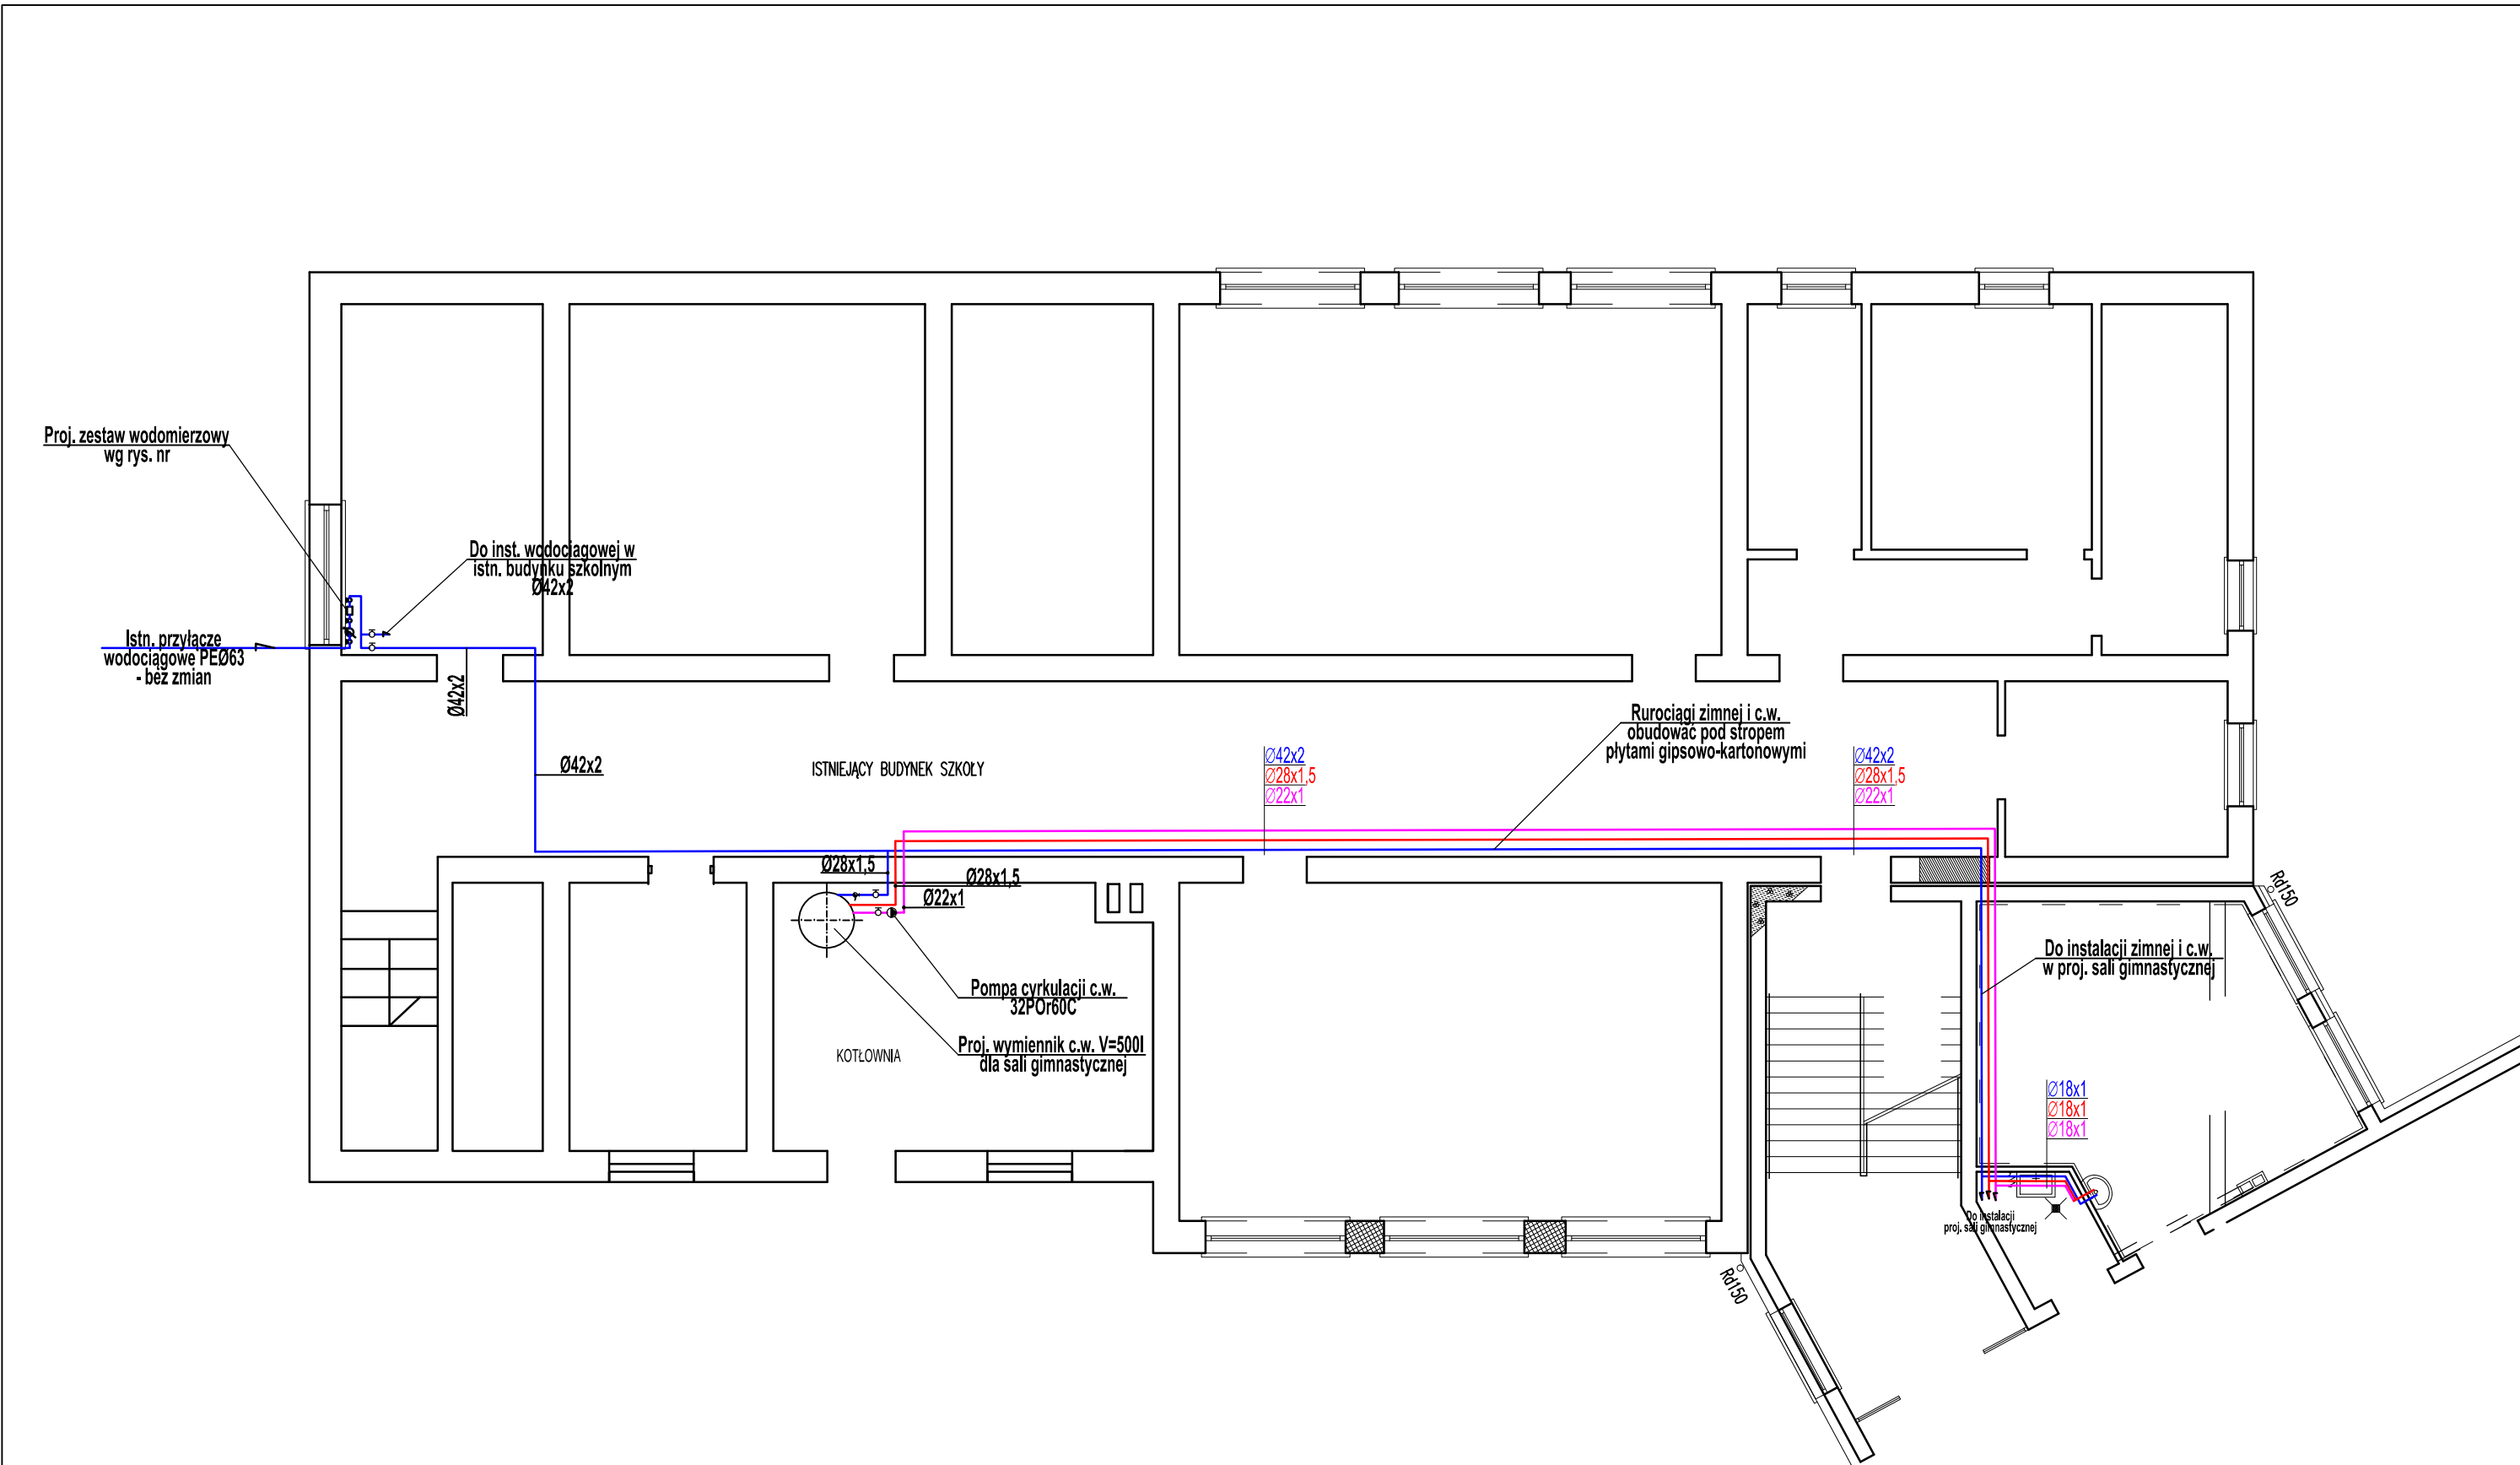 Proj. zestaw wodomierzowy
wg rys. nr
Do inst. wodociągowej w
istn. budynku szkolnym
Ø42x2
Istn. przyłącze
wodociągowe PEØ63
- bez zmian
Ø42x2
Ø42x2
ISTNIEJĄCY BUDYNEK SZKOŁY
Rurociągi zimnej i c.w.
obudować pod stropem
płytami gipsowo-kartonowymi
Ø42x2
Ø28x1,5
Ø22x1
Ø42x2
Ø28x1,5
Ø22x1
Ø28x1,5
Ø28x1,5
Ø22x1
Rd150
Do instalacji zimnej i c.w.
w proj. sali gimnastycznej
Pompa cyrkulacji c.w.
32POr60C
Proj. wymiennik c.w. V=500l
dla sali gimnastycznej
KOTŁOWNIA
Ø18x1
Ø18x1
Ø18x1
Do instalacji
proj. sali gimnastycznej
Rd150